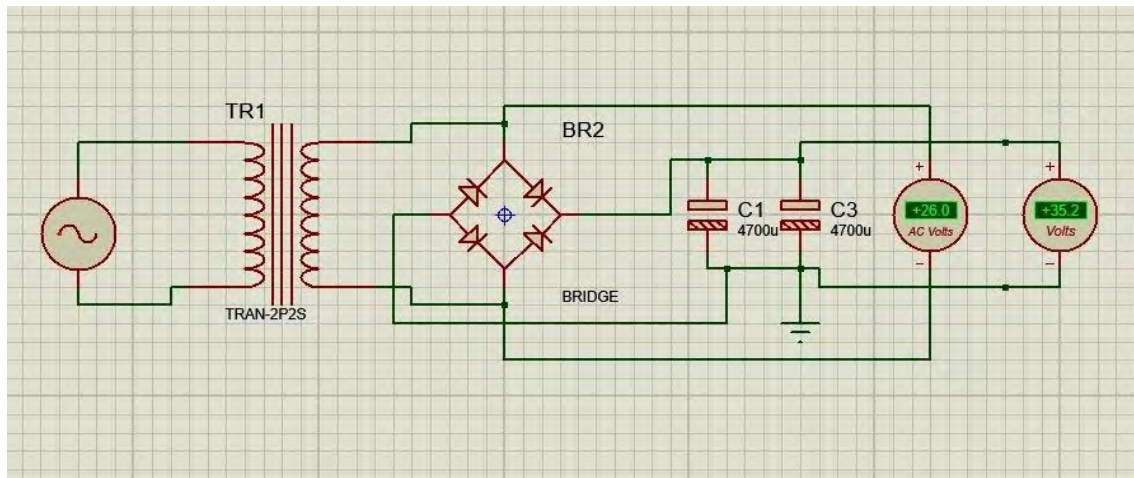 TR1
TRAN-2P2S
BR2
BRIDGE
C1
4700u
C3
4700u
+
+26.0
AC Volts
−
+
+35.2
Volts
−